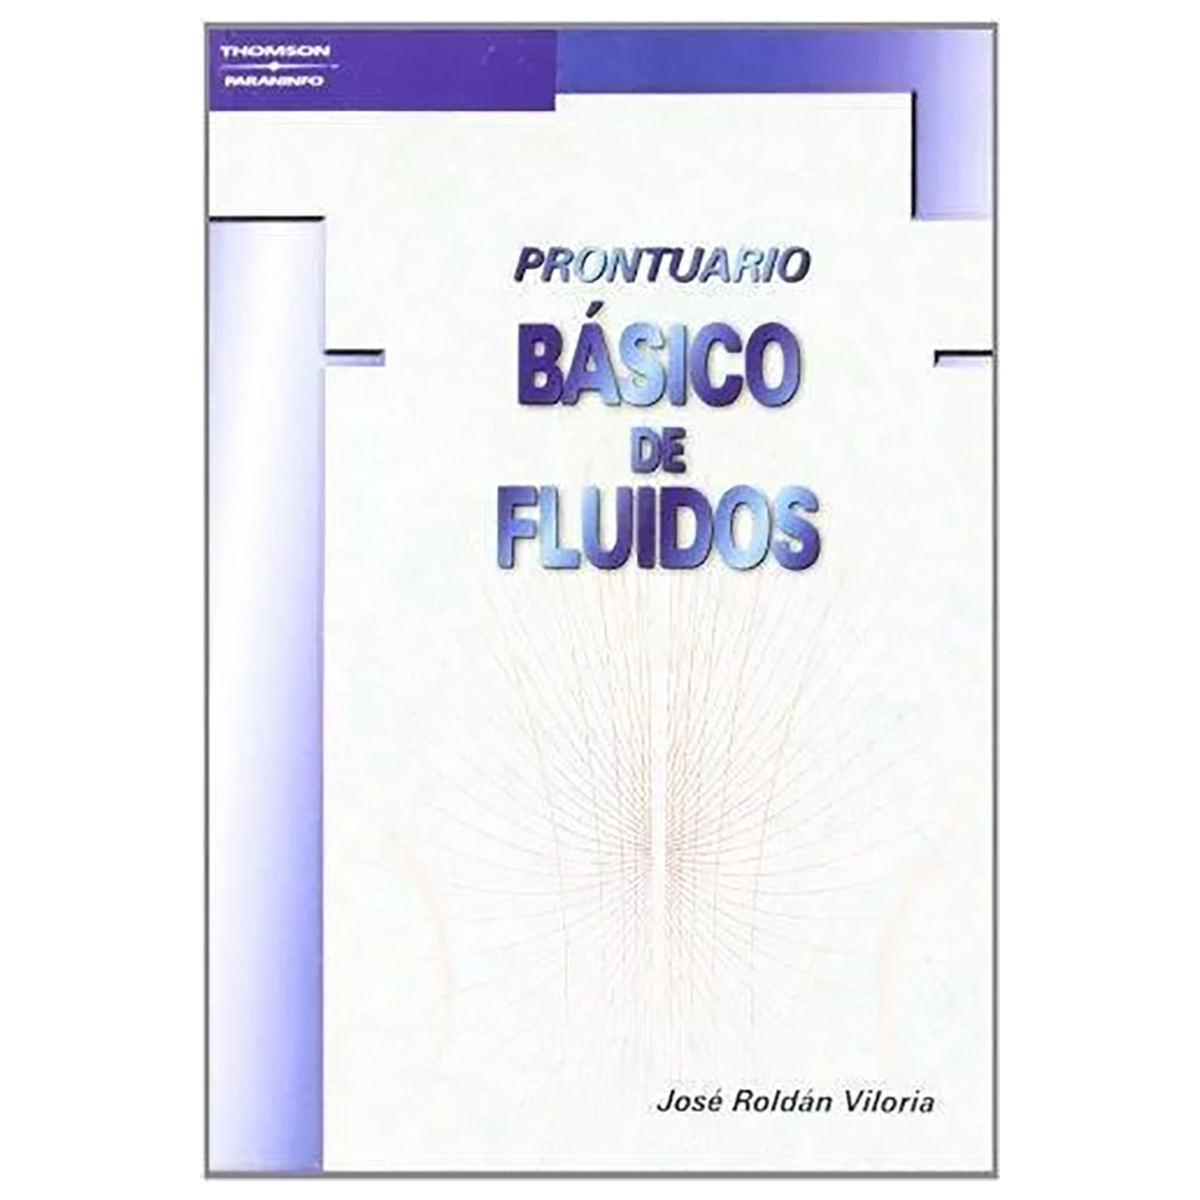 THOMSON
PARANINFO
PRONTUARIO
BÁSICO
DE
FLUIDOS
José Roldán Viloria